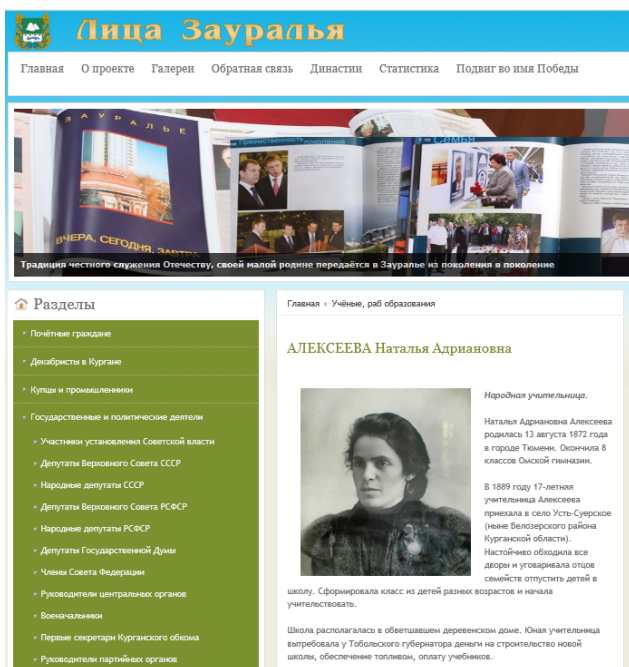 Лица Зауралья
Главная О проекте Галереи Обратная связь Династии Статистика Подвиг во имя Победы
ЗАУРАЛЬЕ
ВЧЕРА, СЕГОДНЯ, ЗАВТРА
Преемственность поколений
Семья
Традиция честного служения Отечеству, своей малой родине передаётся в Зауралье из поколения в поколение
Разделы
Почётные граждане
Декабристы в Кургане
Купцы и промышленники
Государственные и политические деятели
Участники установления Советской власти
Депутаты Верховного Совета СССР
Народные депутаты СССР
Депутаты Верховного Совета РСФСР
Народные депутаты РСФСР
Депутаты Государственной Думы
Члены Совета Федерации
Руководители центральных органов
Военачальники
Первые секретари Курганского обкома
Руководители партийных органов
Главная » Учёные, раб образования
АЛЕКСЕЕВА Наталья Адриановна
Народная учительница.
Наталья Адриановна Алексеева
родилась 13 августа 1872 года
в городе Тюмени. Окончила 8
классов Омской гимназии.
В 1889 году 17-летняя
учительница Алексеева
приехала в село Усть-Суерское
(ныне Белозерского района
Курганской области).
Настойчиво обходила все
дворы и уговаривала отцов
семейств отпустить детей в
школу. Сформировала класс из детей разных возрастов и начала
учительствовать.
Школа располагалась в обветшавшем деревенском доме. Юная учительница
вытребовала у Тобольского губернатора деньги на строительство новой
школы, обеспечение топливом, оплату учебников.